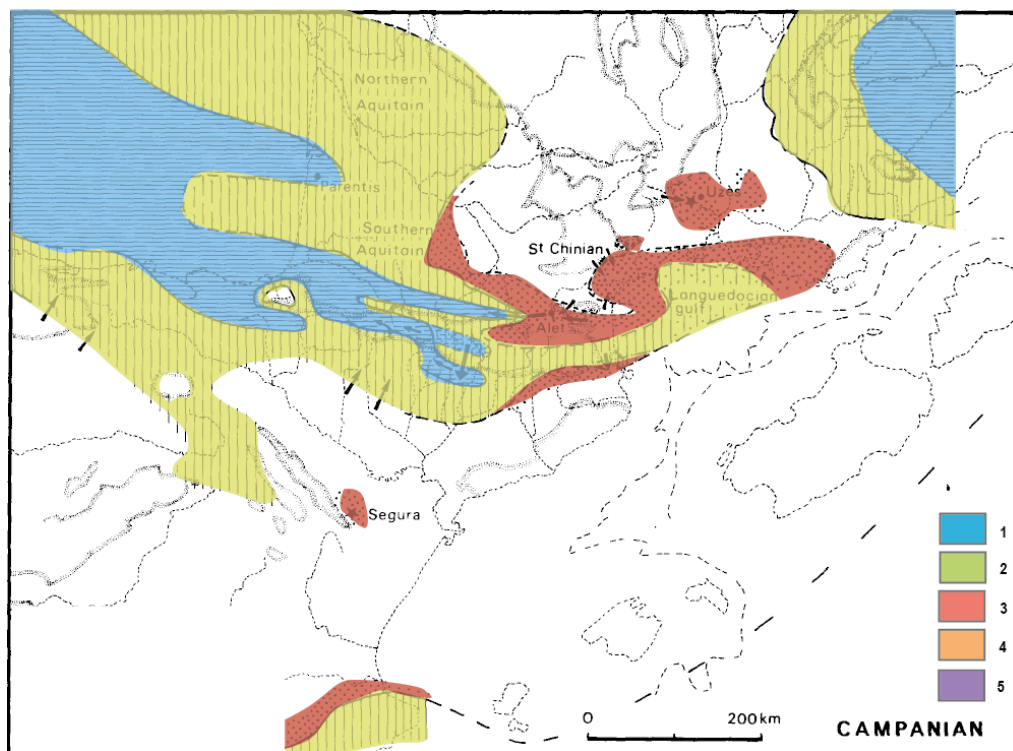 Northern
Aquitain
Parentis
Southern
Aquitain
Uzès
St Chinian
Languedocian
gulf
Alet
Segura
1
2
3
4
5
0
200 km
CAMPANIAN